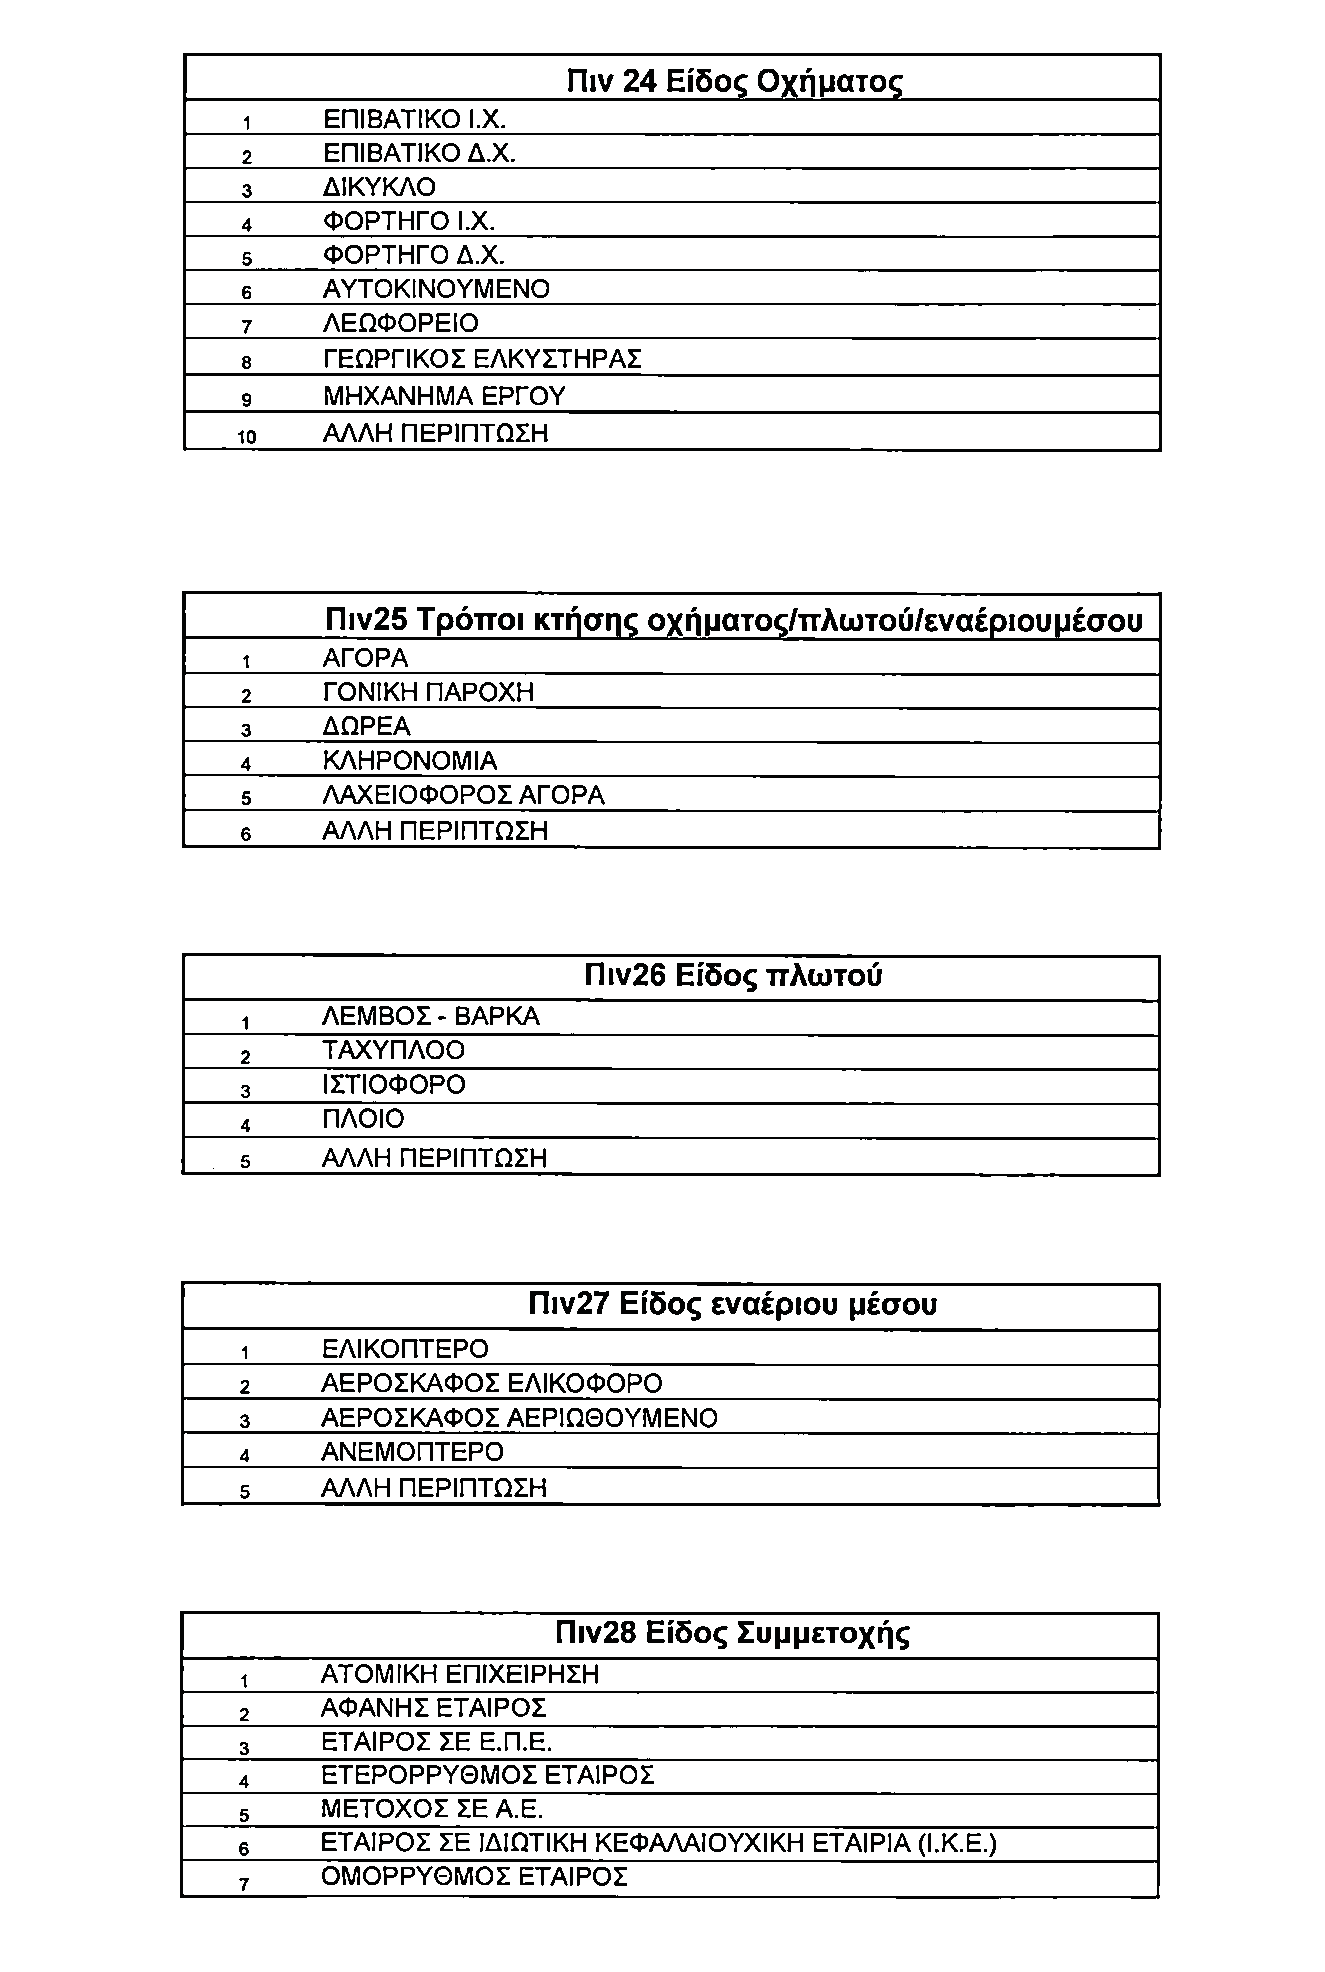 Πιν 24 Είδος Οχήματος
1 ΕΠΙΒΑΤΙΚΟ Ι.Χ.
2 ΕΠΙΒΑΤΙΚΟ Δ.Χ.
3 ΔΙΚΥΚΛΟ
4 ΦΟΡΤΗΓΟ Ι.Χ.
5 ΦΟΡΤΗΓΟ Δ.Χ.
6 ΑΥΤΟΚΙΝΟΥΜΕΝΟ
7 ΛΕΩΦΟΡΕΙΟ
8 ΓΕΩΡΓΙΚΟΣ ΕΛΚΥΣΤΗΡΑΣ
9 ΜΗΧΑΝΗΜΑ ΕΡΓΟΥ
10 ΑΛΛΗ ΠΕΡΙΠΤΩΣΗ
Πιν25 Τρόποι κτήσης οχήματος/πλωτού/εναέριουμέσου
1 ΑΓΟΡΑ
2 ΓΟΝΙΚΗ ΠΑΡΟΧΗ
3 ΔΩΡΕΑ
4 ΚΛΗΡΟΝΟΜΙΑ
5 ΛΑΧΕΙΟΦΟΡΟΣ ΑΓΟΡΑ
6 ΑΛΛΗ ΠΕΡΙΠΤΩΣΗ
Πιν26 Είδος πλωτού
1 ΛΕΜΒΟΣ - ΒΑΡΚΑ
2 ΤΑΧΥΠΛΟΟ
3 ΙΣΤΙΟΦΟΡΟ
4 ΠΛΟΙΟ
5 ΑΛΛΗ ΠΕΡΙΠΤΩΣΗ
Πιν27 Είδος εναέριου μέσου
1 ΕΛΙΚΟΠΤΕΡΟ
2 ΑΕΡΟΣΚΑΦΟΣ ΕΛΙΚΟΦΟΡΟ
3 ΑΕΡΟΣΚΑΦΟΣ ΑΕΡΙΩΘΟΥΜΕΝΟ
4 ΑΝΕΜΟΠΤΕΡΟ
5 ΑΛΛΗ ΠΕΡΙΠΤΩΣΗ
Πιν28 Είδος Συμμετοχής
1 ΑΤΟΜΙΚΗ ΕΠΙΧΕΙΡΗΣΗ
2 ΑΦΑΝΗΣ ΕΤΑΙΡΟΣ
3 ΕΤΑΙΡΟΣ ΣΕ Ε.Π.Ε.
4 ΕΤΕΡΟΡΡΥΘΜΟΣ ΕΤΑΙΡΟΣ
5 ΜΕΤΟΧΟΣ ΣΕ Α.Ε.
6 ΕΤΑΙΡΟΣ ΣΕ ΙΔΙΩΤΙΚΗ ΚΕΦΑΛΑΙΟΥΧΙΚΗ ΕΤΑΙΡΙΑ (Ι.Κ.Ε.)
7 ΟΜΟΡΡΥΘΜΟΣ ΕΤΑΙΡΟΣ